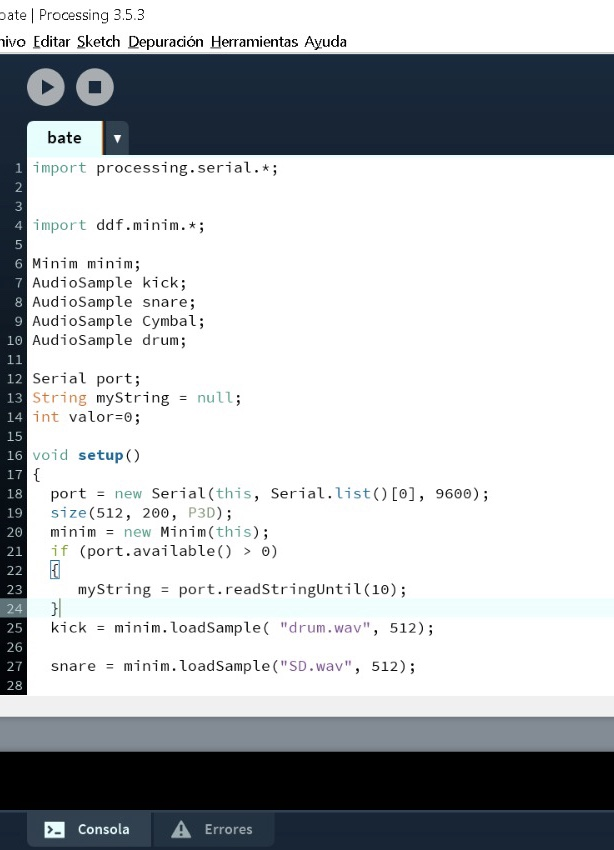 bate | Processing 3.5.3
hivo Editar Sketch Depuración Herramientas Ayuda
bate
1 import processing.serial.*;
2
3
4 import ddf.minim.*;
5
6 Minim minim;
7 AudioSample kick;
8 AudioSample snare;
9 AudioSample Cymbal;
10 AudioSample drum;
11
12 Serial port;
13 String myString = null;
14 int valor=0;
15
16 void setup()
17 {
18 port = new Serial(this, Serial.list()[0], 9600);
19 size(512, 200, P3D);
20 minim = new Minim(this);
21 if (port.available() > 0)
22 {
23 myString = port.readStringUntil(10);
24 }
25 kick = minim.loadSample( "drum.wav", 512);
26
27 snare = minim.loadSample("SD.wav", 512);
28
Consola Errores